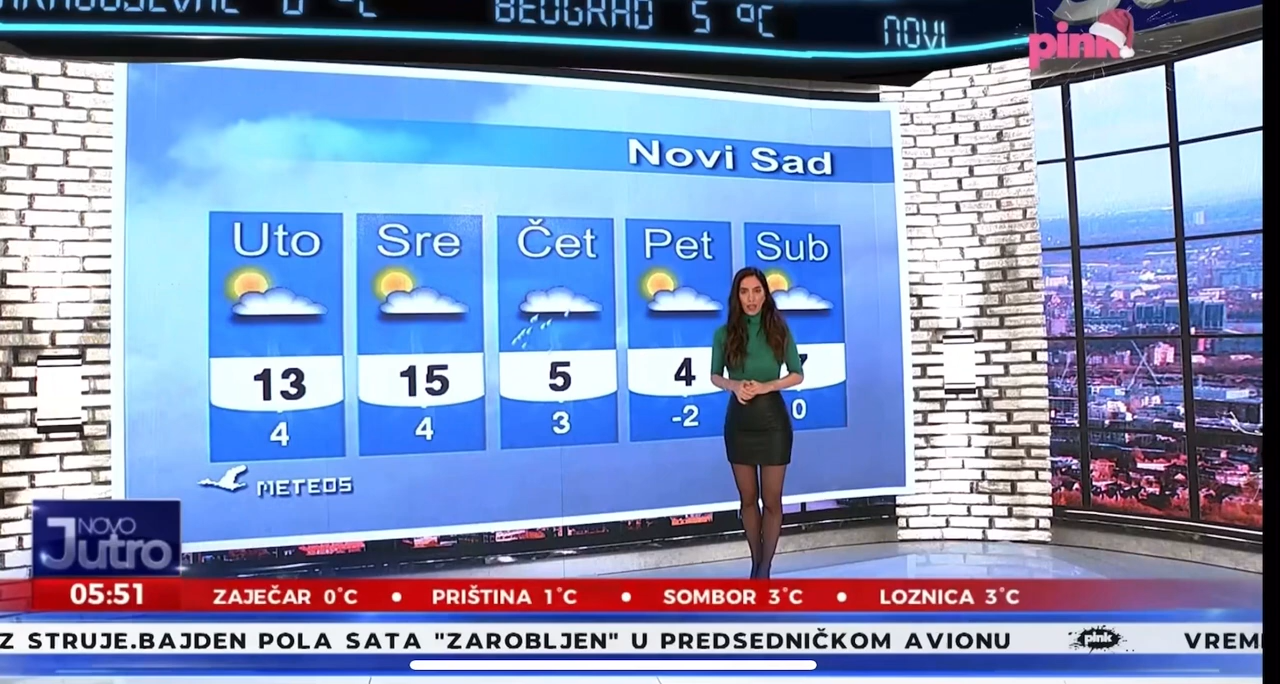 BEOGRAD 5 °C NOVI
pink
Novi Sad
Uto Sre Čet Pet Sub
13 15 5 4
4 4 3 -2 0
METEOS
NOVO
Jutro
05:51 ZAJEČAR 0°C • PRIŠTINA 1°C • SOMBOR 3°C • LOZNICA 3°C
Z STRUJE.BAJDEN POLA SATA "ZAROBLJEN" U PREDSEDNIČKOM AVIONU pink VREM